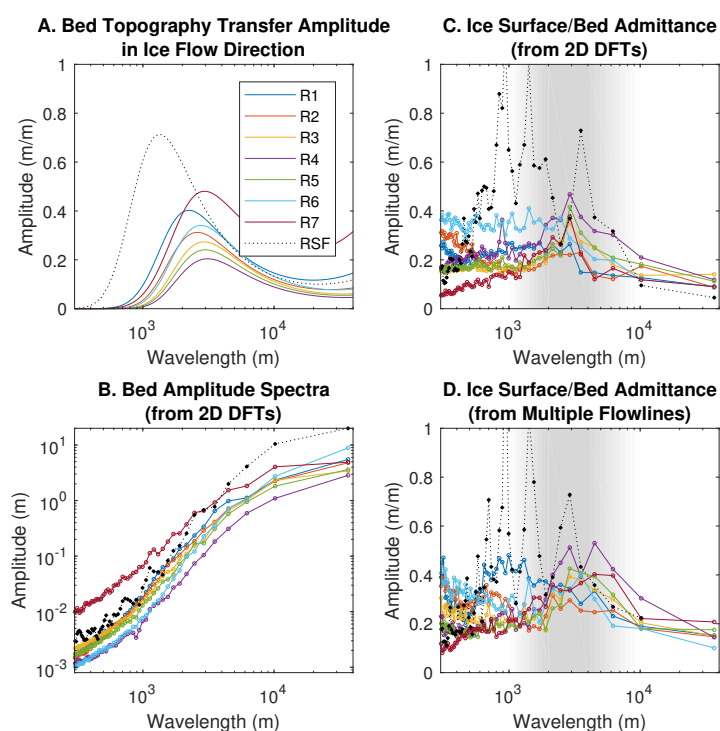 A. Bed Topography Transfer Amplitude
in Ice Flow Direction
Amplitude (m/m)
1
0.8
0.6
0.4
0.2
0
10³
10⁴
Wavelength (m)
R1
R2
R3
R4
R5
R6
R7
RSF
C. Ice Surface/Bed Admittance
(from 2D DFTs)
Amplitude (m/m)
1
0.8
0.6
0.4
0.2
0
10³
10⁴
Wavelength (m)
B. Bed Amplitude Spectra
(from 2D DFTs)
Amplitude (m)
10¹
10⁰
10⁻¹
10⁻²
10⁻³
10³
10⁴
Wavelength (m)
D. Ice Surface/Bed Admittance
(from Multiple Flowlines)
Amplitude (m/m)
1
0.8
0.6
0.4
0.2
0
10³
10⁴
Wavelength (m)